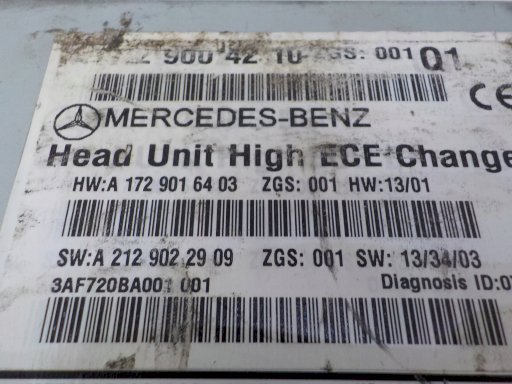 900 42 10 ZGS: 001 Q1
CE
MERCEDES-BENZ
Head Unit High ECE Change
HW:A 172 901 64 03 ZGS: 001 HW:13/01
SW:A 212 902 29 09 ZGS: 001 SW: 13/34/03
3AF720BA001 001 Diagnosis ID:0